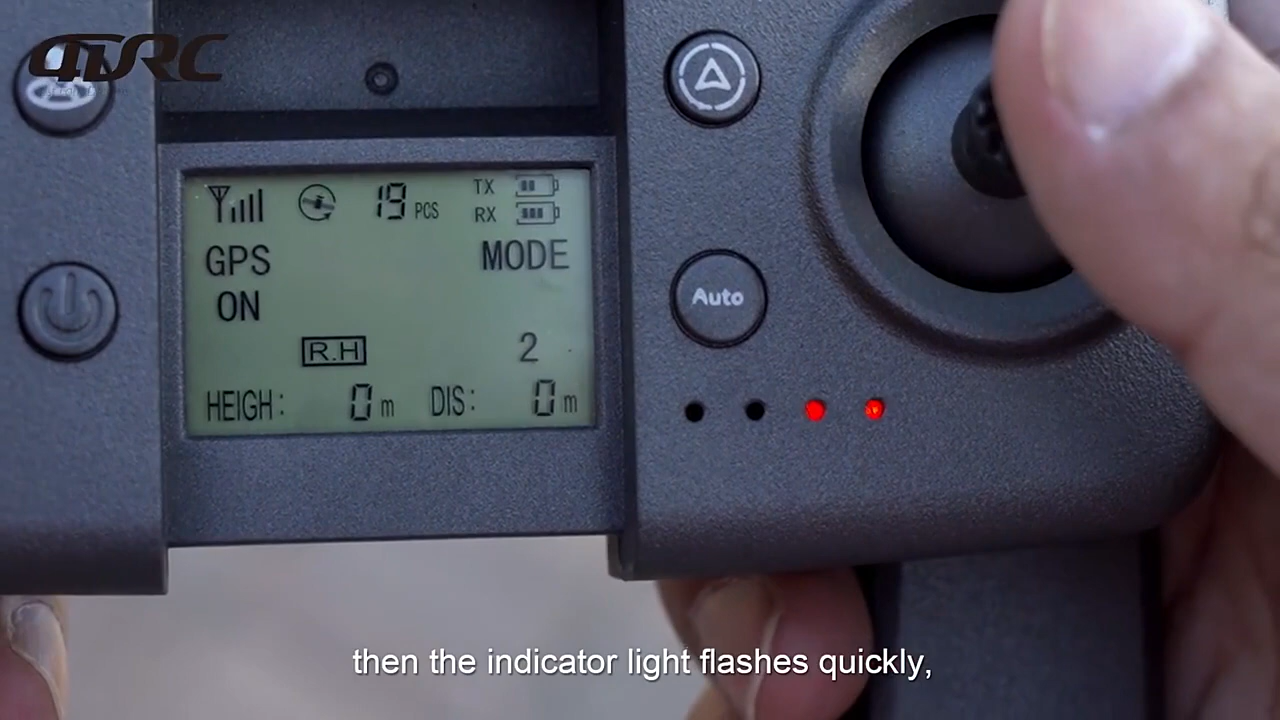 4DRC
19 PCS
TX
RX
GPS
MODE
ON
R.H
2
HEIGH: 0 m
DIS: 0 m
Auto
then the indicator light flashes quickly,